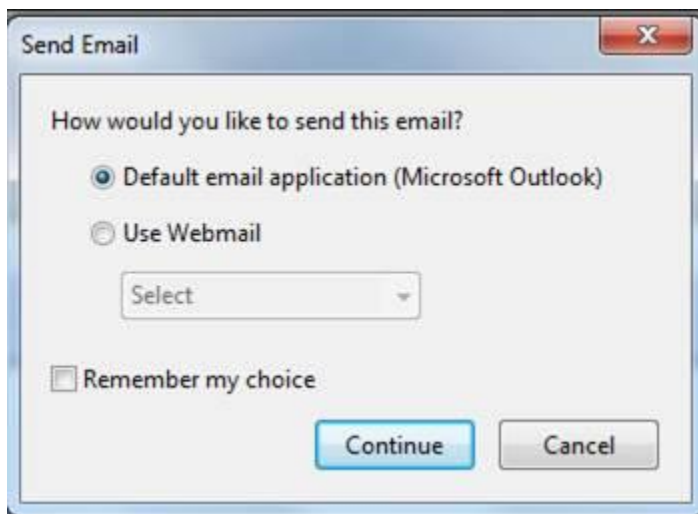 Send Email
How would you like to send this email?
Default email application (Microsoft Outlook)
Use Webmail
Select
Remember my choice
Continue Cancel